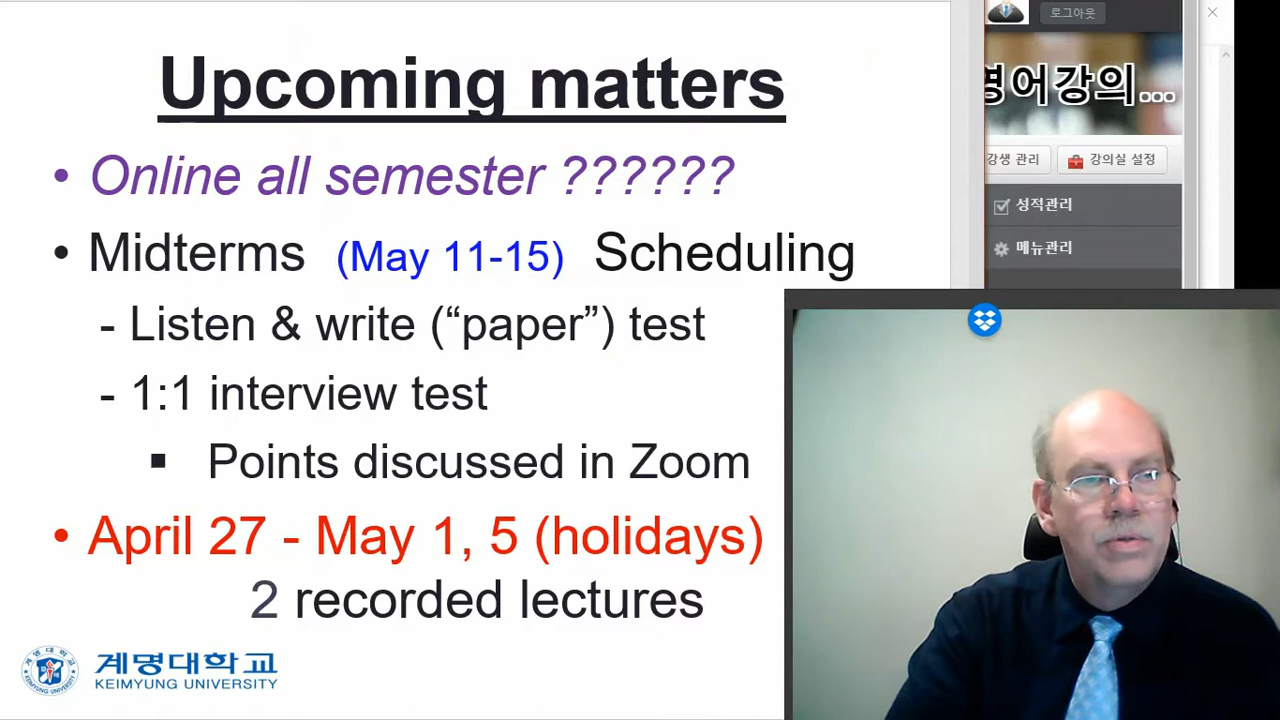 Upcoming matters
• Online all semester ??????
• Midterms (May 11-15) Scheduling
- Listen & write (“paper”) test
- 1:1 interview test
▪ Points discussed in Zoom
• April 27 - May 1, 5 (holidays)
2 recorded lectures
계명대학교
KEIMYUNG UNIVERSITY
로그아웃
영어강의...
강생 관리
강의실 설정
성적관리
메뉴관리